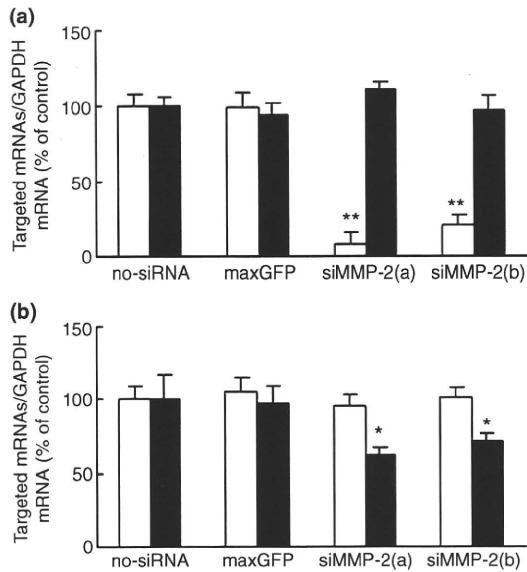 (a)
150
100
50
0
Targeted mRNAs/GAPDH
mRNA (% of control)
**
**
no-siRNA
maxGFP
siMMP-2(a)
siMMP-2(b)
(b)
150
100
50
0
Targeted mRNAs/GAPDH
mRNA (% of control)
*
*
no-siRNA
maxGFP
siMMP-2(a)
siMMP-2(b)